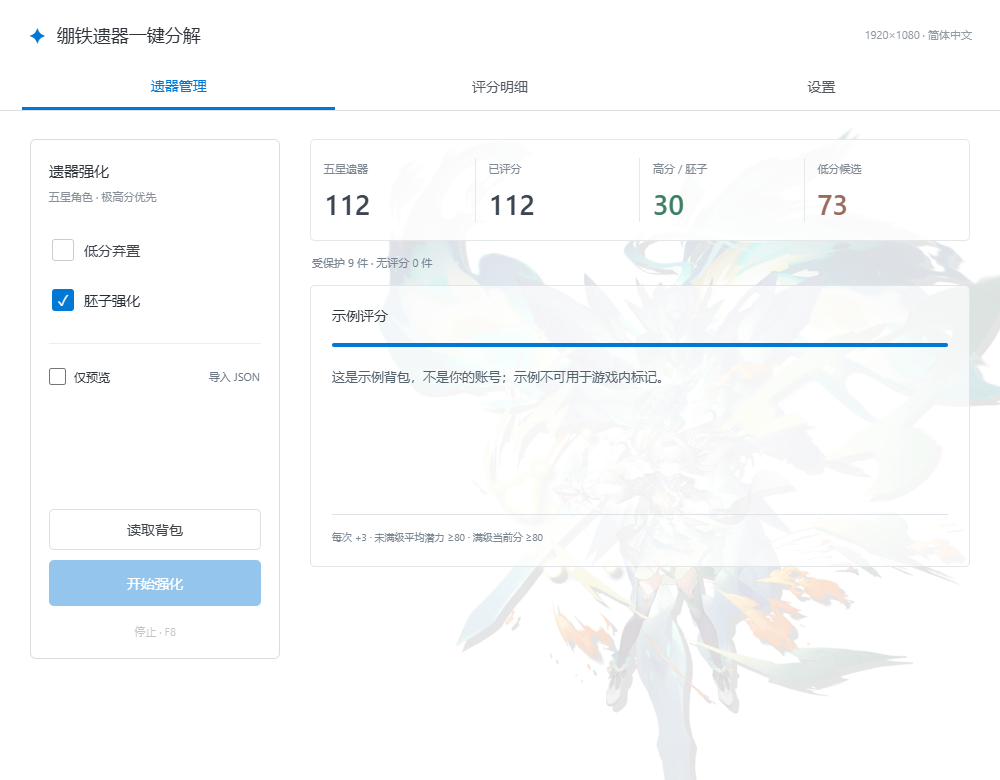 绷铁遗器一键分解
1920×1080 · 简体中文
遗器管理
评分明细
设置
遗器强化
五星角色 · 极高分优先
低分弃置
胚子强化
仅预览
导入 JSON
读取背包
开始强化
停止 · F8
五星遗器
112
已评分
112
高分 / 胚子
30
低分候选
73
受保护 9 件 · 无评分 0 件
示例评分
这是示例背包，不是你的账号；示例不可用于游戏内标记。
每次 +3 · 未满级平均潜力 ≥80 · 满级当前分 ≥80